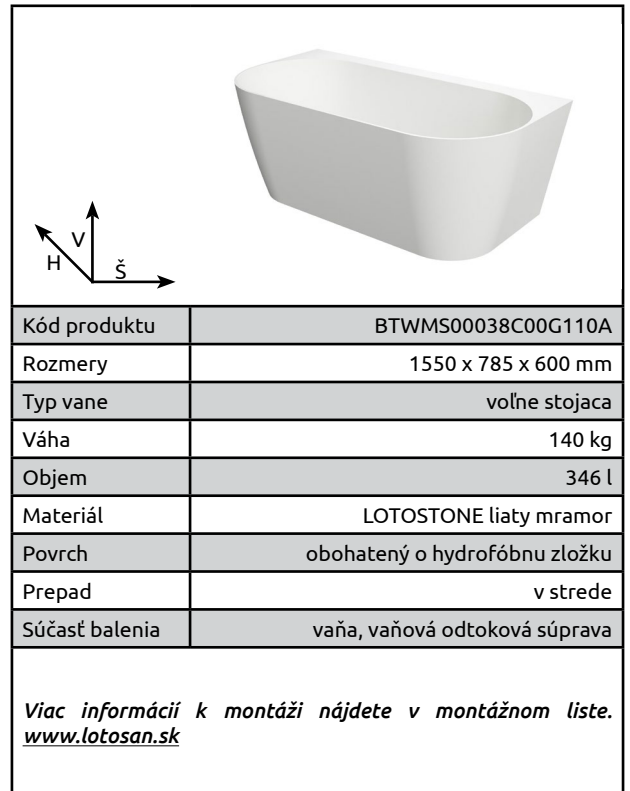 V
H
Š
Kód produktu BTWMS00038C00G110A
Rozmery 1550 x 785 x 600 mm
Typ vane voľne stojaca
Váha 140 kg
Objem 346 l
Materiál LOTOSTONE liaty mramor
Povrch obohatený o hydrofóbnu zložku
Prepad v strede
Súčasť balenia vaňa, vaňová odtoková súprava
Viac informácií k montáži nájdete v montážnom liste.
www.lotosan.sk